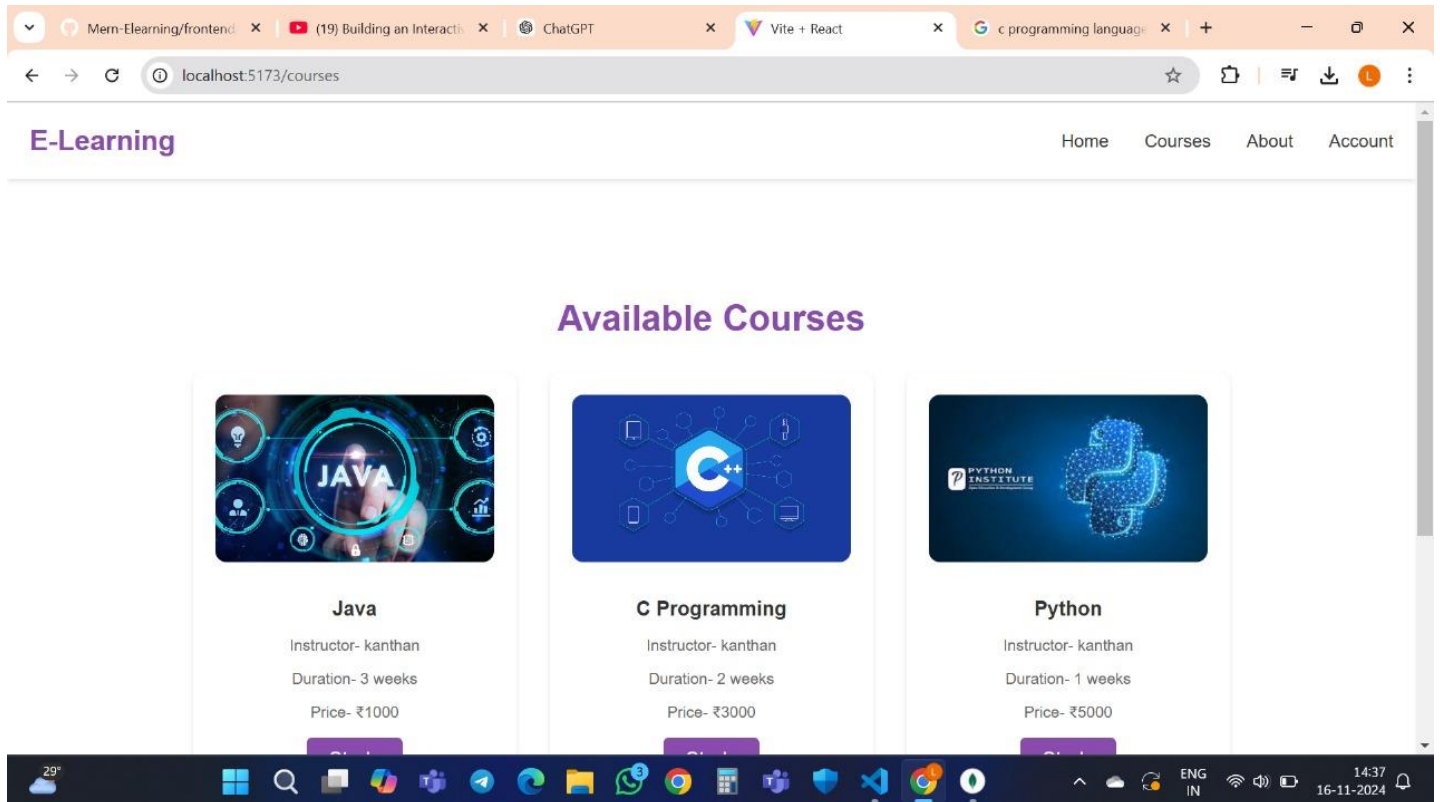 Mern-Elearning/frontend
(19) Building an Interacti
ChatGPT
Vite + React
c programming language
localhost:5173/courses
L
E-Learning
Home Courses About Account
Available Courses
JAVA
C++
PYTHON
INSTITUTE
Java
C Programming
Python
Instructor- kanthan
Instructor- kanthan
Instructor- kanthan
Duration- 3 weeks
Duration- 2 weeks
Duration- 1 weeks
Price- ₹1000
Price- ₹3000
Price- ₹5000
29°
3
ENG
IN
14:37
16-11-2024